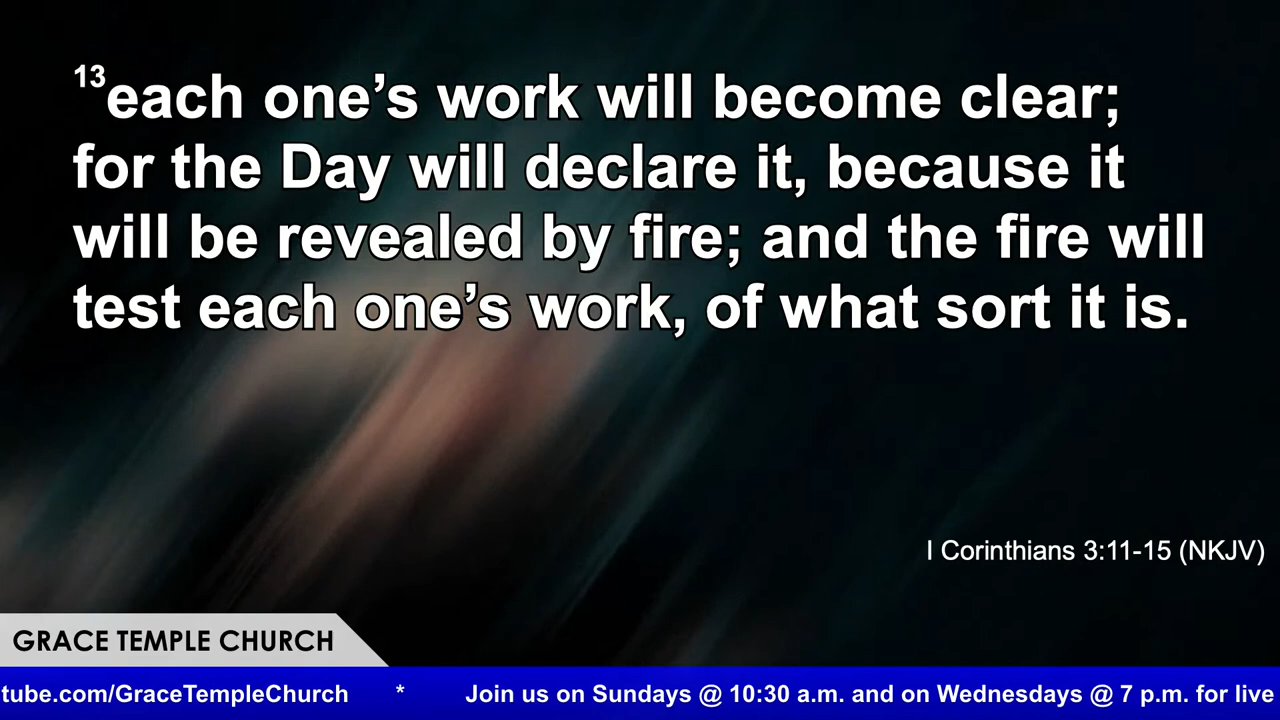 13each one’s work will become clear;
for the Day will declare it, because it
will be revealed by fire; and the fire will
test each one’s work, of what sort it is.
I Corinthians 3:11-15 (NKJV)
GRACE TEMPLE CHURCH
tube.com/GraceTempleChurch * Join us on Sundays @ 10:30 a.m. and on Wednesdays @ 7 p.m. for live